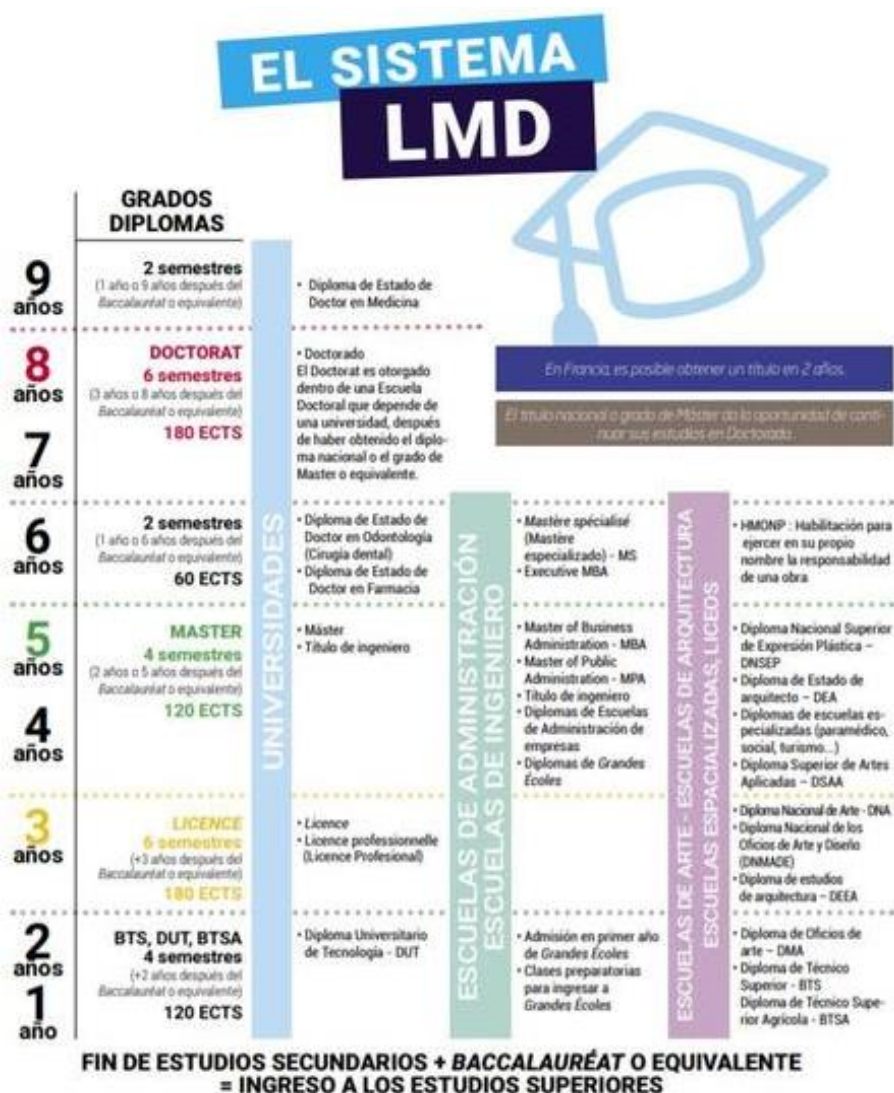 EL SISTEMA
LMD
GRADOS
DIPLOMAS
9
años
2 semestres
(1 año o 9 años después del
Baccalauréat o equivalente)
• Diploma de Estado de
Doctor en Medicina
8
años
7
años
DOCTORAT
6 semestres
(3 años o 8 años después del
Baccalauréat o equivalente)
180 ECTS
• Doctorado
El Doctorat es otorgado
dentro de una Escuela
Doctoral que depende de
una universidad, después
de haber obtenido el diplo-
ma nacional o el grado de
Master o equivalente.
En Francia, es posible obtener un título en 2 años.
El título nacional o grado de Máster da la oportunidad de conti-
nuar sus estudios en Doctorado.
6
años
2 semestres
(1 año o 6 años después del
Baccalauréat o equivalente)
60 ECTS
• Diploma de Estado de
Doctor en Odontología
(Cirugía dental)
• Diploma de Estado de
Doctor en Farmacia
• Mastère spécialisé
(Mastère
especializado) - MS
• Executive MBA
• HMONP : Habilitación para
ejercer en su propio
nombre la responsabilidad
de una obra
5
años
4
años
MASTER
4 semestres
(2 años o 5 años después del
Baccalauréat o equivalente)
120 ECTS
• Máster
• Título de ingeniero
• Master of Business
Administration - MBA
• Master of Public
Administration - MPA
• Título de ingeniero
• Diplomas de Escuelas
de Administración de
empresas
• Diplomas de Grandes
Écoles
• Diploma Nacional Superior
de Expresión Plástica –
DNSEP
• Diploma de Estado de
arquitecto – DEA
• Diplomas de escuelas es-
pecializadas (paramédico,
social, turismo...)
• Diploma Superior de Artes
Aplicadas – DSAA
3
años
LICENCE
6 semestres
(+3 años después del
Baccalauréat o equivalente)
180 ECTS
• Licence
• Licence professionnelle
(Licence Profesional)
• Diploma Nacional de Arte - DNA
• Diploma Nacional de los
Oficios de Arte y Diseño
(DNMADE)
• Diploma de estudios
de arquitectura – DEEA
2
años
1
año
BTS, DUT, BTSA
4 semestres
(+2 años después del
Baccalauréat o equivalente)
120 ECTS
• Diploma Universitario
de Tecnología - DUT
• Admisión en primer año
de Grandes Écoles
• Clases preparatorias
para ingresar a
Grandes Écoles
• Diploma de Oficios de
arte – DMA
• Diploma de Técnico
Superior - BTS
Diploma de Técnico Supe-
rior Agrícola - BTSA
UNIVERSIDADES
ESCUELAS DE ADMINISTRACIÓN
ESCUELAS DE INGENIERO
ESCUELAS DE ARTE - ESCUELAS DE ARQUITECTURA
ESCUELAS ESPACIALIZADAS, LICEOS
FIN DE ESTUDIOS SECUNDARIOS + BACCALAURÉAT O EQUIVALENTE
= INGRESO A LOS ESTUDIOS SUPERIORES